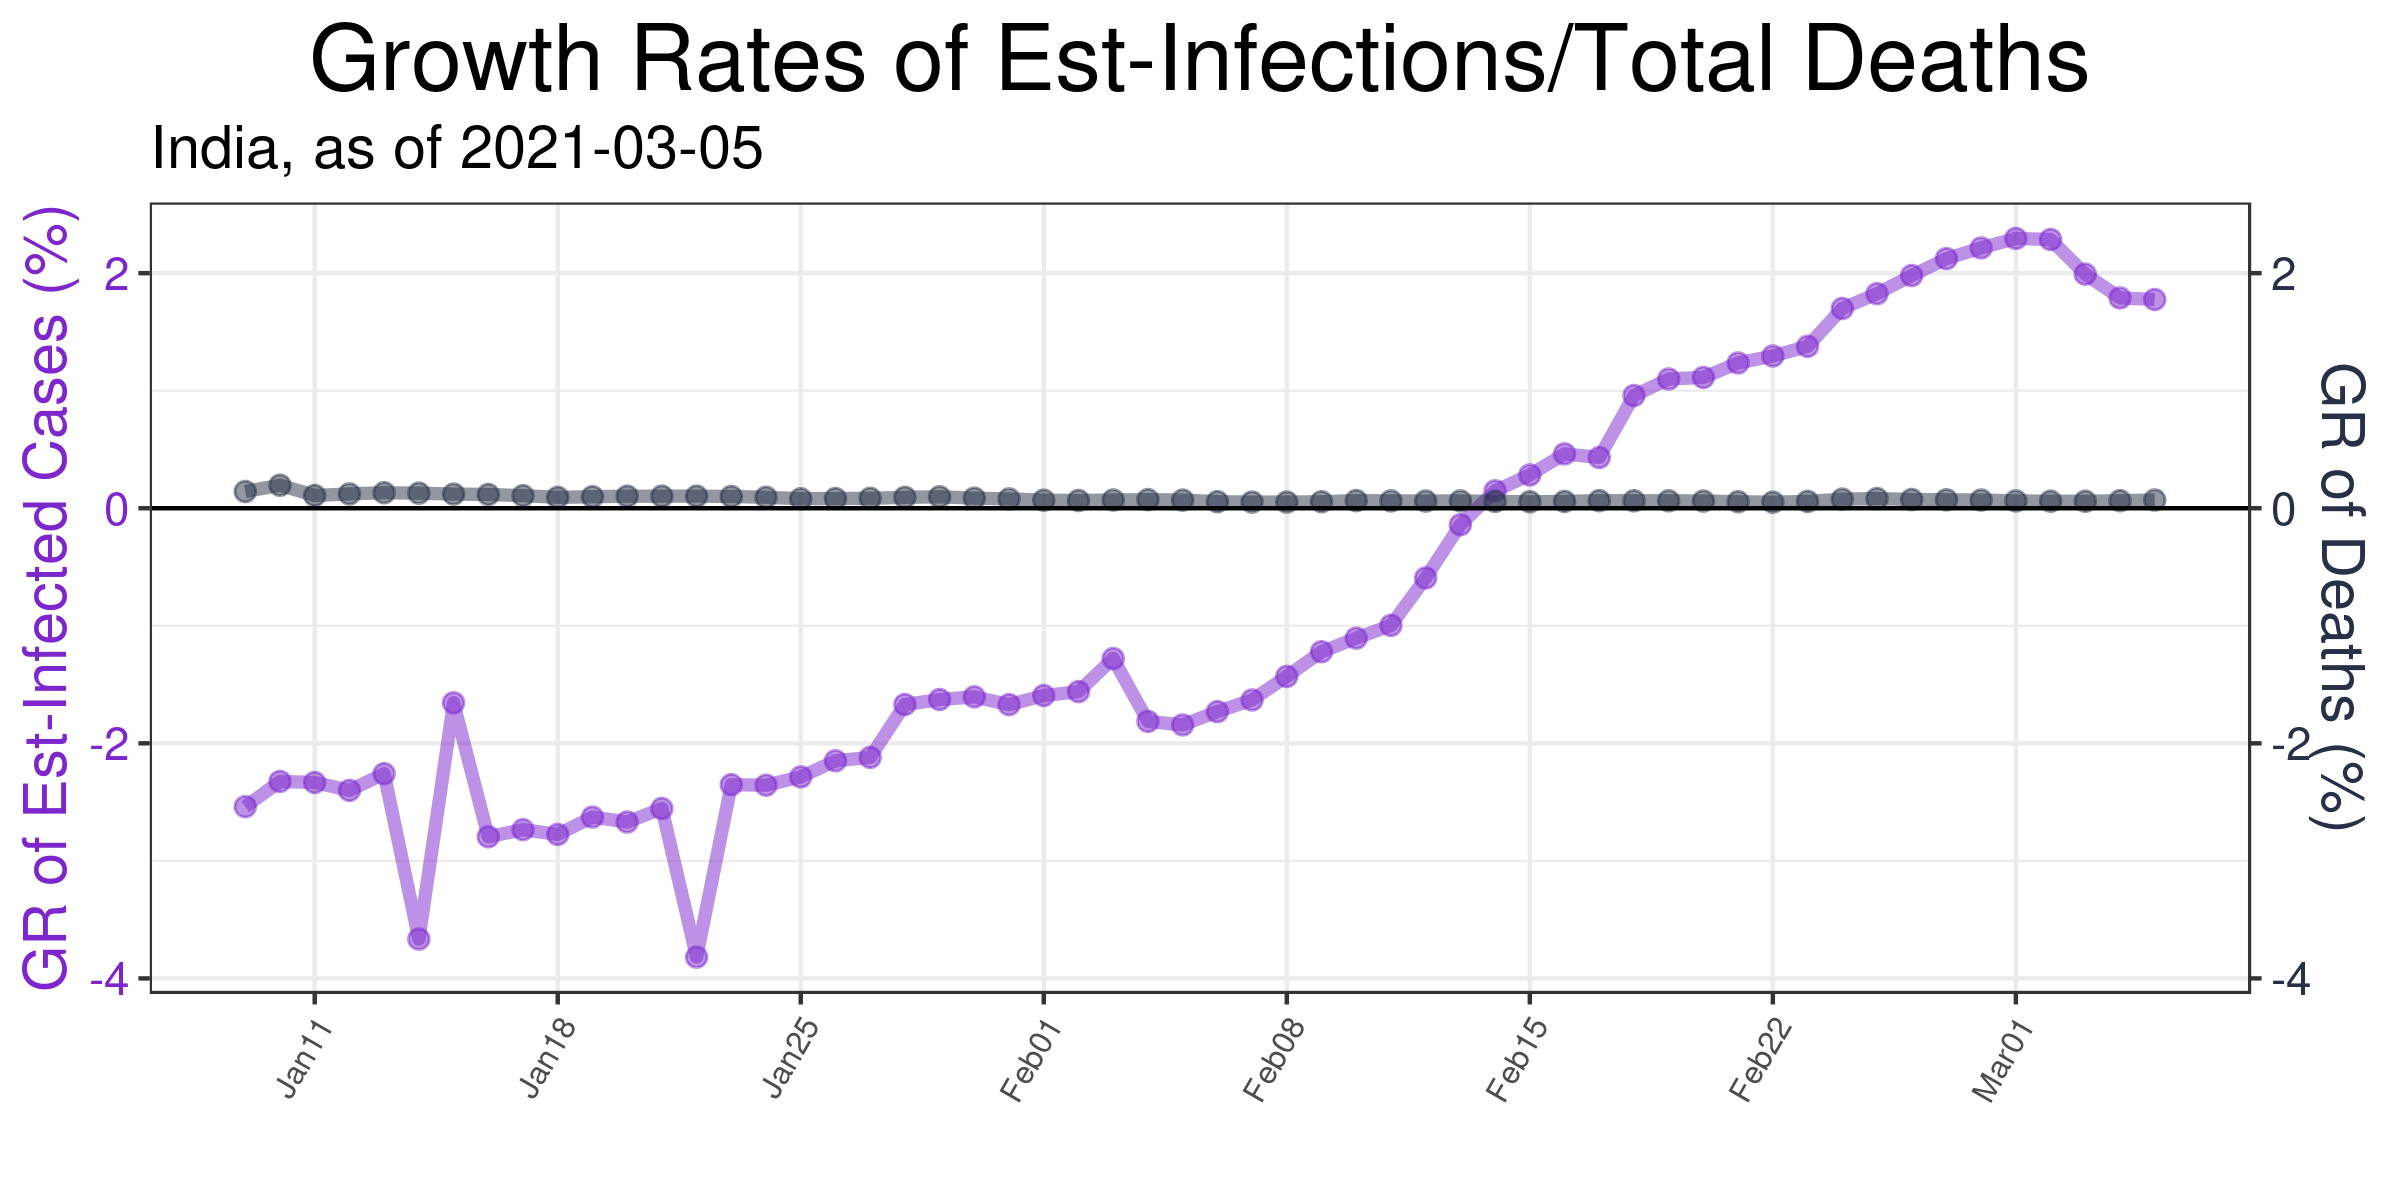 Growth Rates of Est-Infections/Total Deaths
India, as of 2021-03-05
GR of Est-Infected Cases (%)
2
0
-2
-4
2
0
-2
-4
GR of Deaths (%)
Jan11
Jan18
Jan25
Feb01
Feb08
Feb15
Feb22
Mar01